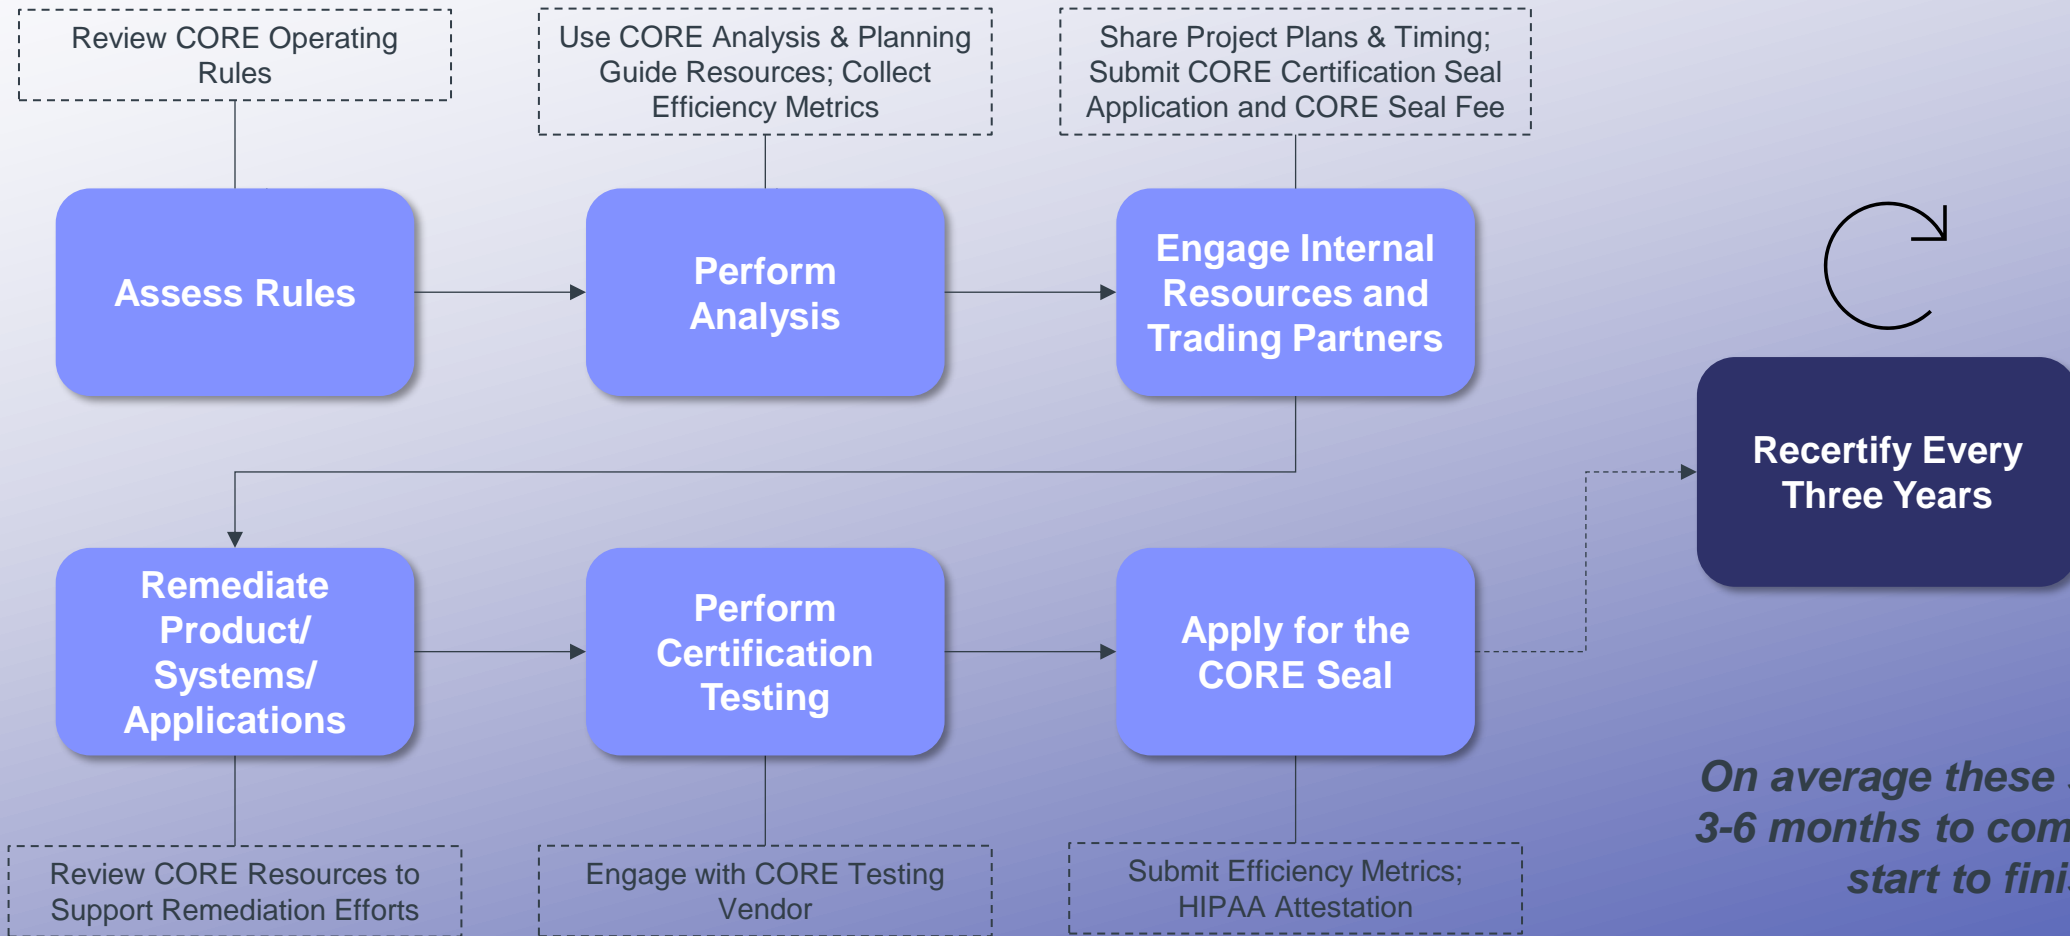 Review CORE Operating
Rules
Use CORE Analysis & Planning
Guide Resources; Collect
Efficiency Metrics
Share Project Plans & Timing;
Submit CORE Certification Seal
Application and CORE Seal Fee
Assess Rules
Perform
Analysis
Engage Internal
Resources and
Trading Partners
Recertify Every
Three Years
Remediate
Product/
Systems/
Applications
Perform
Certification
Testing
Apply for the
CORE Seal
On average these
3-6 months to
start to
Review CORE Resources to
Support Remediation Efforts
Engage with CORE Testing
Vendor
Submit Efficiency Metrics;
HIPAA Attestation